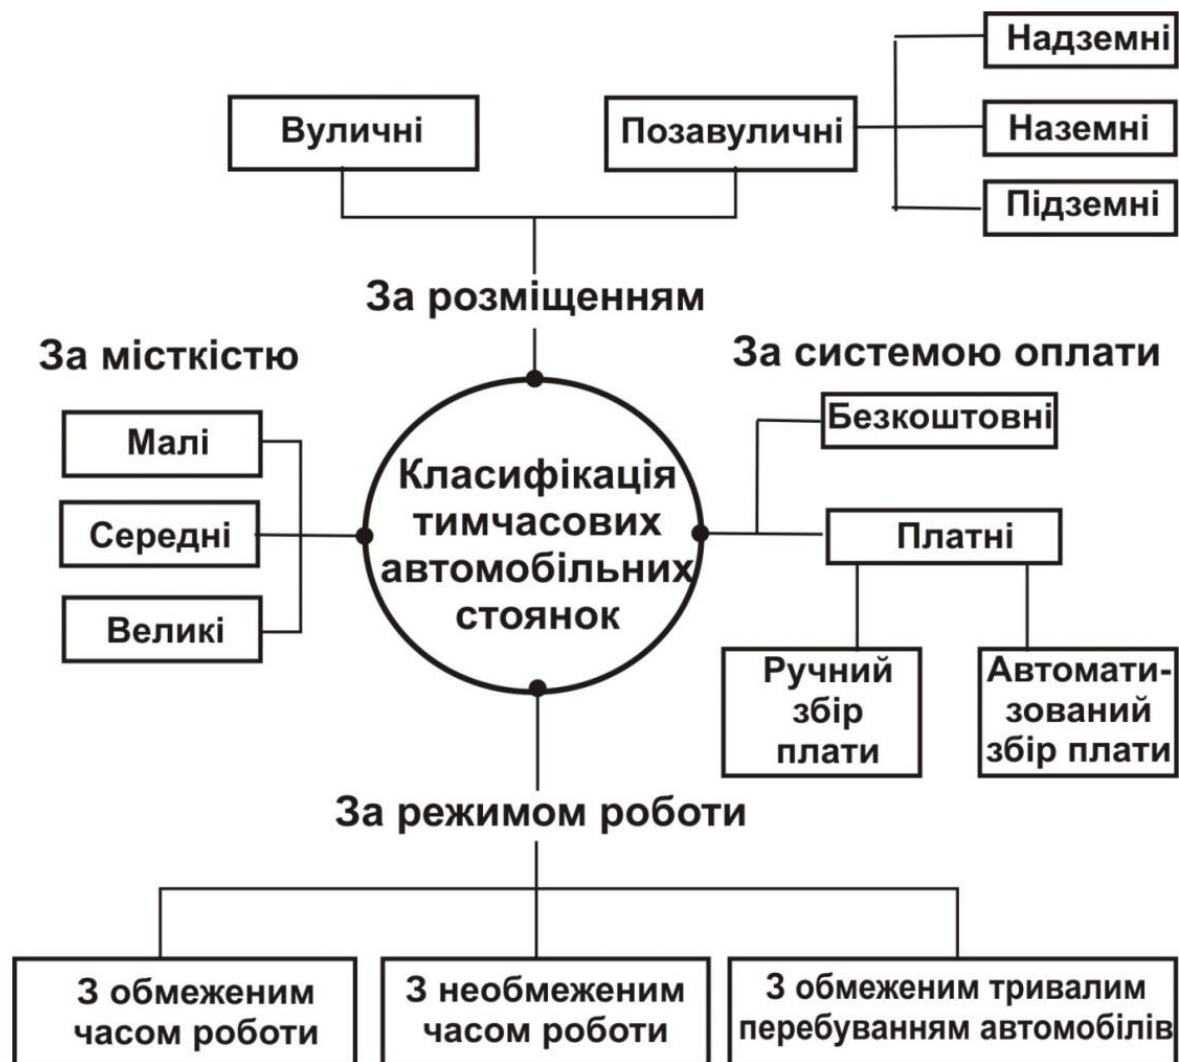 Надземні
Вуличні
Позавуличні
Наземні
Підземні
За розміщенням
За місткістю
За системою оплати
Малі
Середні
Великі
Класифікація
тимчасових
автомобільних
стоянок
Безкоштовні
Платні
Ручний
збір
плати
Автомати-
зований
збір плати
За режимом роботи
З обмеженим
часом роботи
З необмеженим
часом роботи
З обмеженим тривалим
перебуванням автомобілів